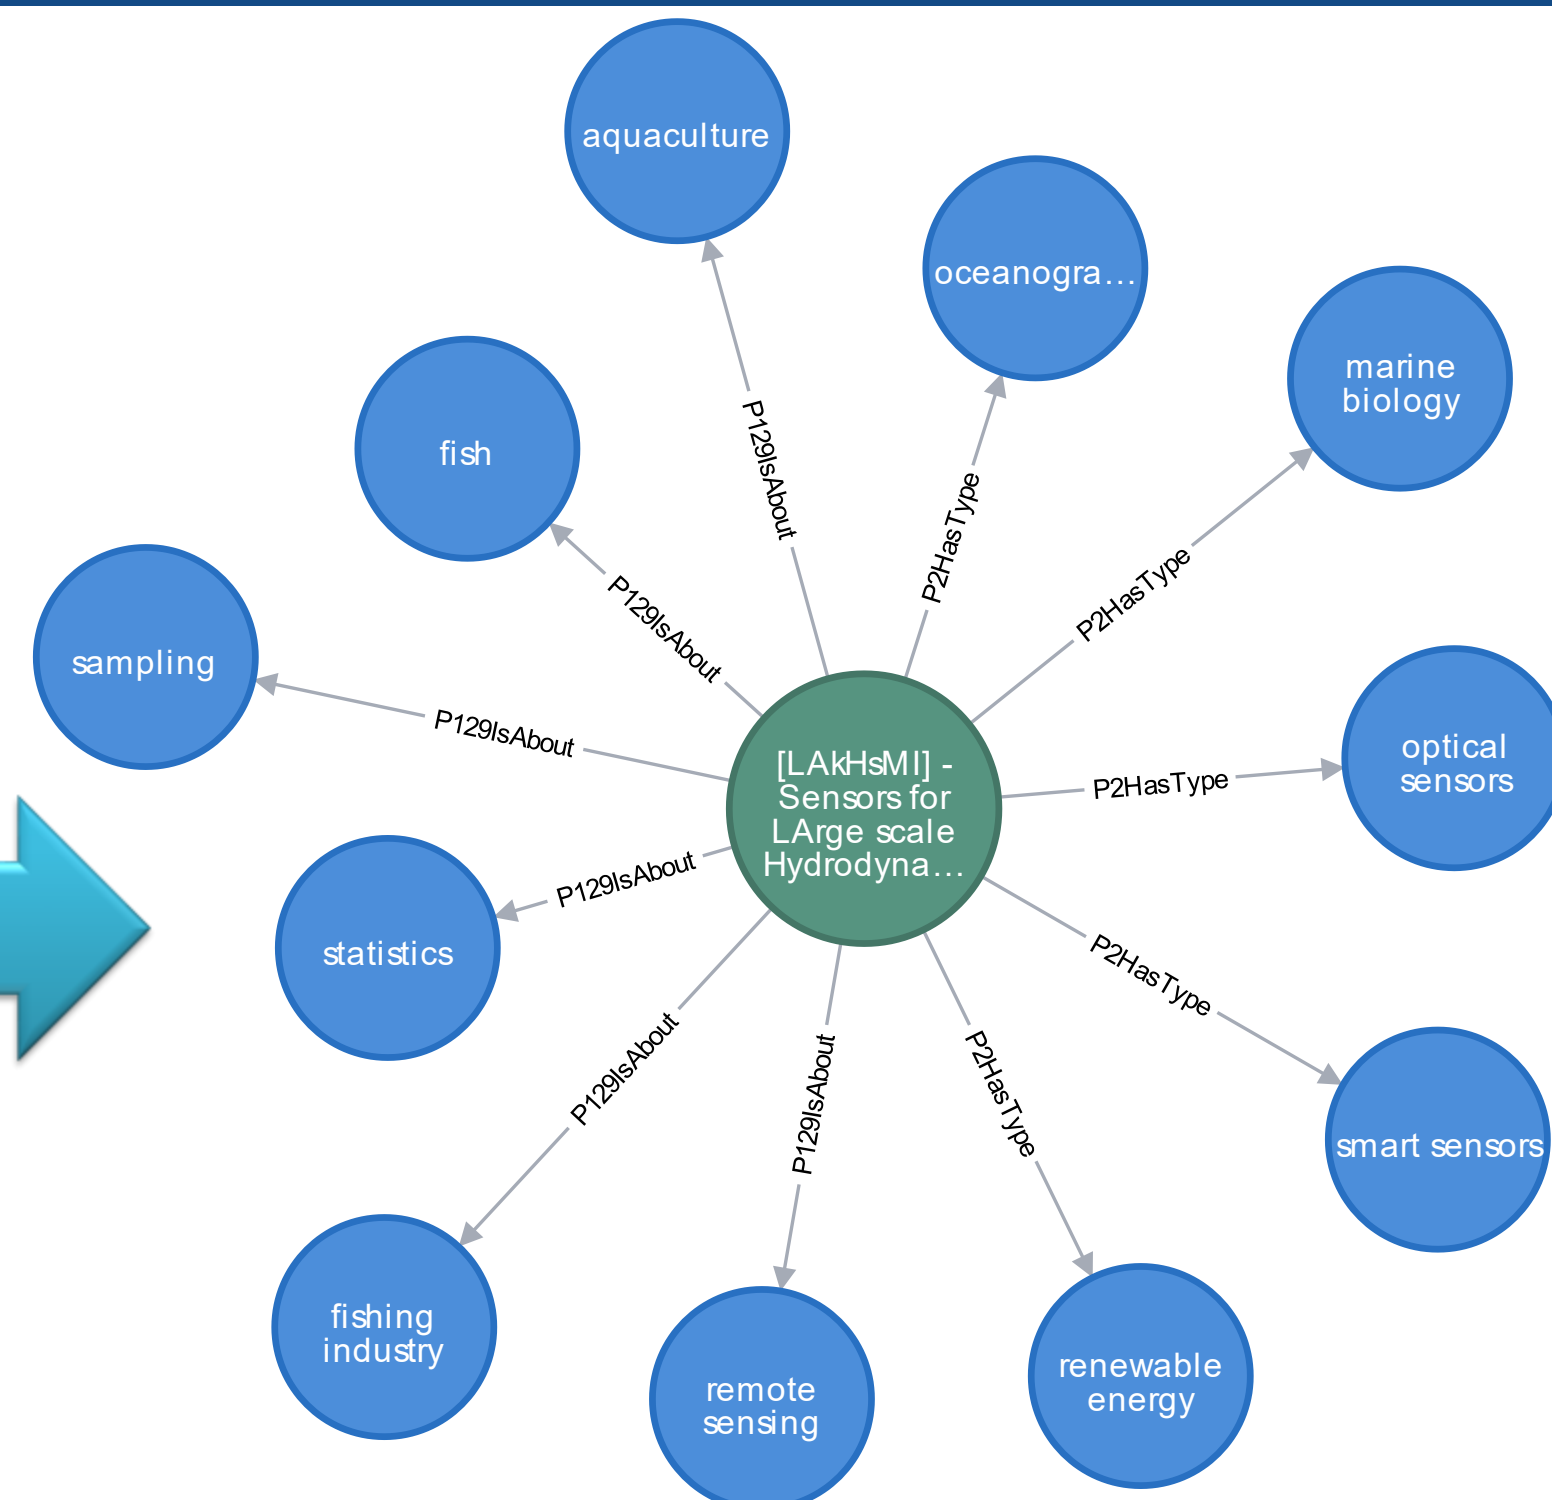 aquaculture
oceanogra...
marine
biology
fish
P129IsAbout
P2HasType
P2HasType
P129IsAbout
sampling
P129IsAbout
[LAkHsMI] -
Sensors for
LArge scale
Hydrodyna...
P2HasType
optical
sensors
P129IsAbout
statistics
P2HasType
P129IsAbout
P129IsAbout
P2HasType
smart sensors
fishing
industry
remote
sensing
renewable
energy